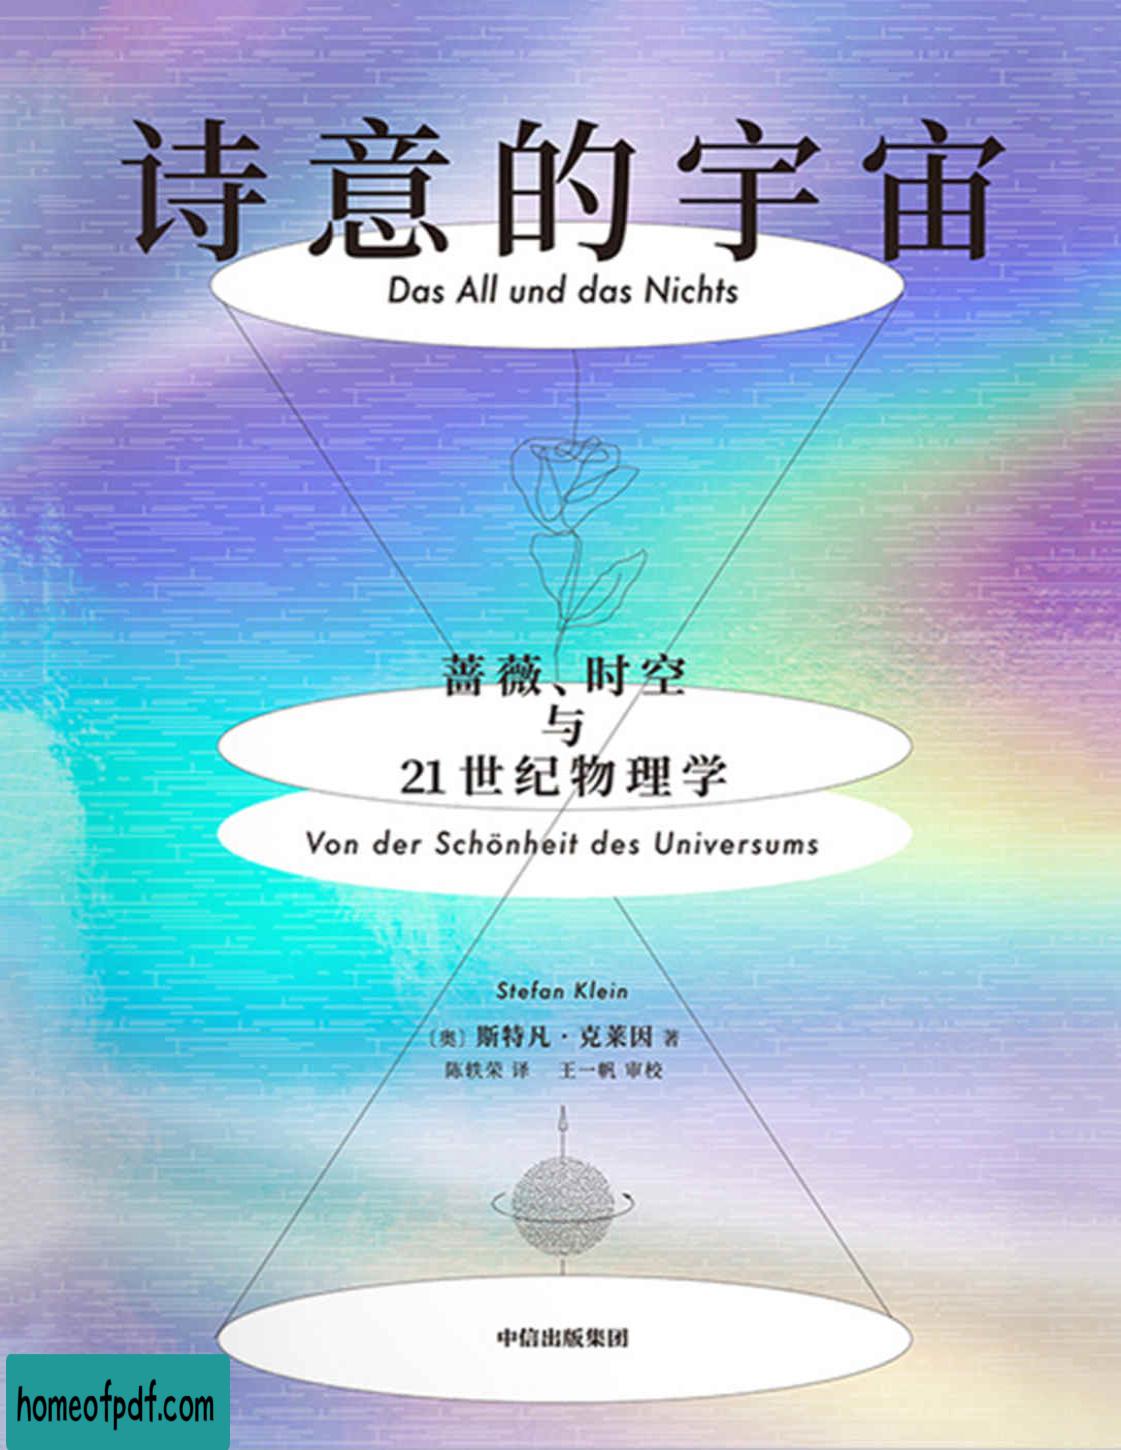 诗意的宇宙
Das All und das Nichts
蔷薇、时空
与
21世纪物理学
Von der Schönheit des Universums
Stefan Klein
〔奥〕斯特凡·克莱因 著
陈轶荣 译 王一帆 审校
中信出版集团
homeofpdf.com